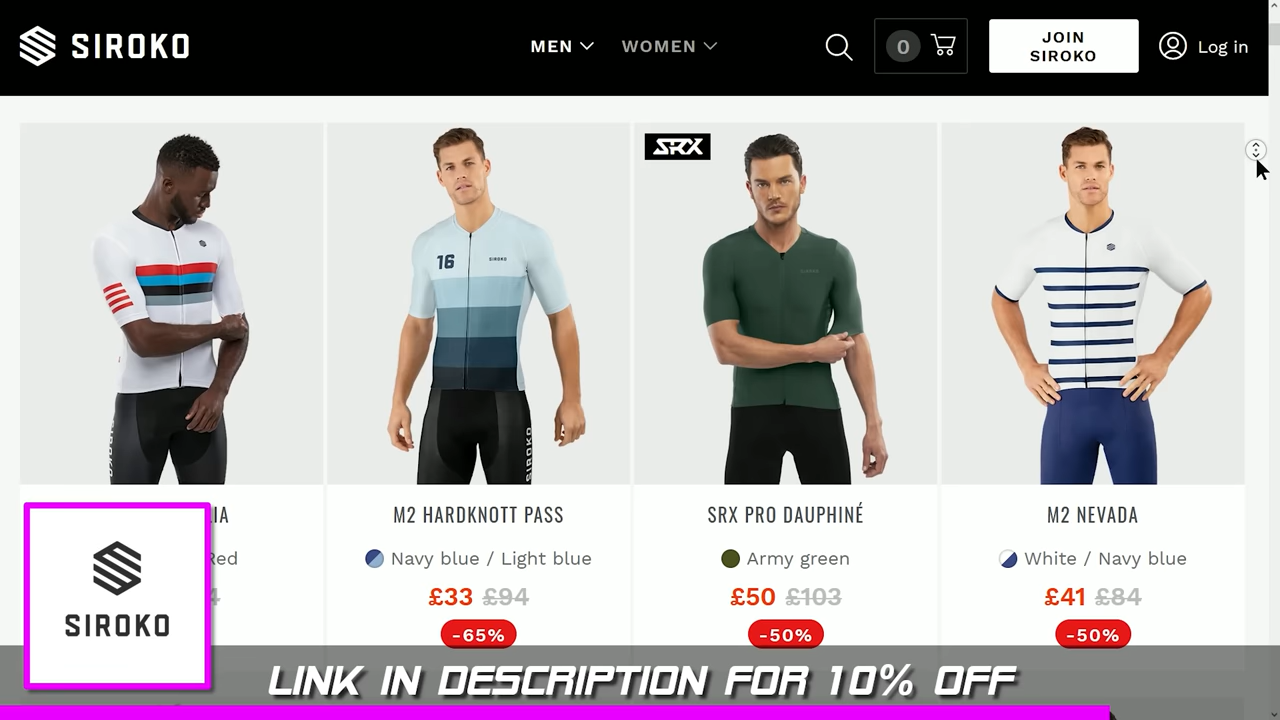 SIROKO
MEN
WOMEN
0
JOIN
SIROKO
Log in
SRX
16
SIROKO
SIROKO
M2 HARDKNOTT PASS
SRX PRO DAUPHINÉ
M2 NEVADA
Red
Navy blue / Light blue
Army green
White / Navy blue
£33 £94
£50 £103
£41 £84
-65%
-50%
-50%
SIROKO
LINK IN DESCRIPTION FOR 10% OFF